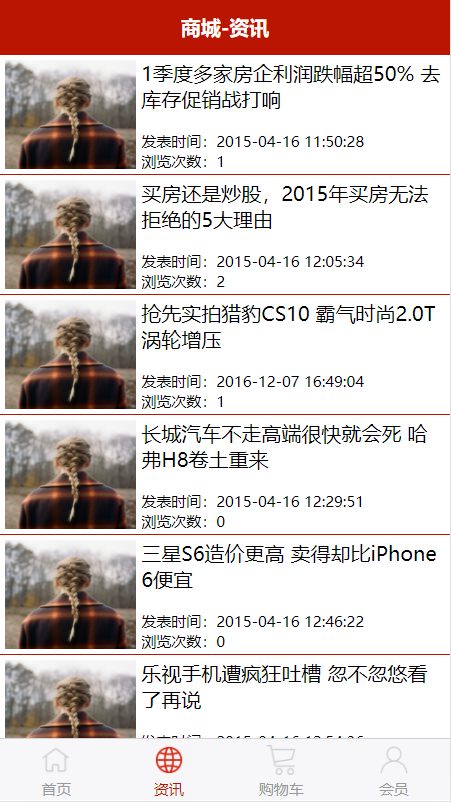 商城-资讯
1季度多家房企利润跌幅超50% 去
库存促销战打响
发表时间：2015-04-16 11:50:28
浏览次数：1
买房还是炒股，2015年买房无法
拒绝的5大理由
发表时间：2015-04-16 12:05:34
浏览次数：2
抢先实拍猎豹CS10 霸气时尚2.0T
涡轮增压
发表时间：2016-12-07 16:49:04
浏览次数：1
长城汽车不走高端很快就会死 哈
弗H8卷土重来
发表时间：2015-04-16 12:29:51
浏览次数：0
三星S6造价更高 卖得却比iPhone
6便宜
发表时间：2015-04-16 12:46:22
浏览次数：0
乐视手机遭疯狂吐槽 忽不忽悠看
了再说
首页
资讯
购物车
会员